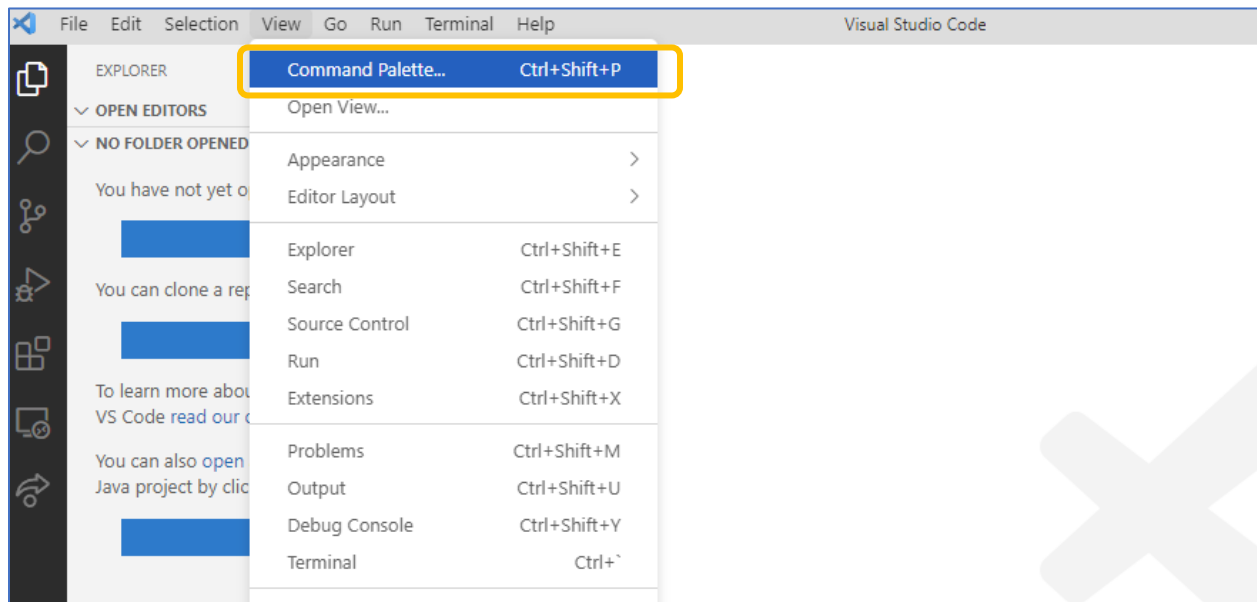 File Edit Selection View Go Run Terminal Help Visual Studio Code
EXPLORER
OPEN EDITORS
NO FOLDER OPENED
You have not yet o
You can clone a rep
To learn more abou
VS Code read our
You can also open
Java project by clic
Command Palette... Ctrl+Shift+P
Open View...
Appearance
Editor Layout
Explorer Ctrl+Shift+E
Search Ctrl+Shift+F
Source Control Ctrl+Shift+G
Run Ctrl+Shift+D
Extensions Ctrl+Shift+X
Problems Ctrl+Shift+M
Output Ctrl+Shift+U
Debug Console Ctrl+Shift+Y
Terminal Ctrl+`